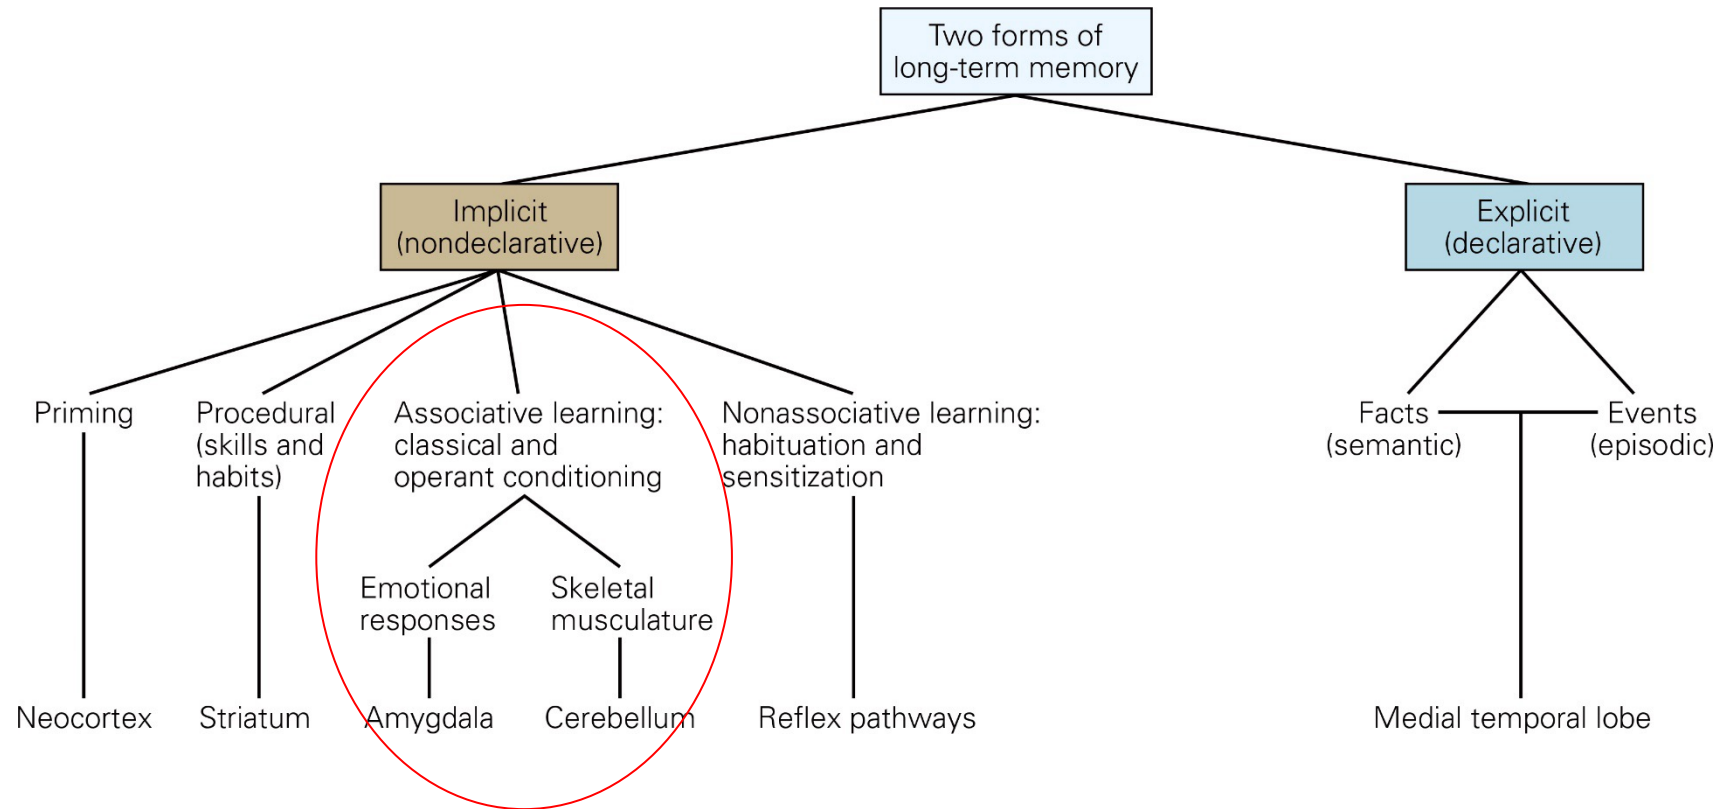 Two forms of
long-term memory
Implicit
(nondeclarative)
Explicit
(declarative)
Priming
Procedural
(skills and
habits)
Associative learning:
classical and
operant conditioning
Nonassociative learning:
habituation and
sensitization
Facts
(semantic)
Events
(episodic)
Emotional
responses
Skeletal
musculature
Neocortex
Striatum
Amygdala
Cerebellum
Reflex pathways
Medial temporal lobe